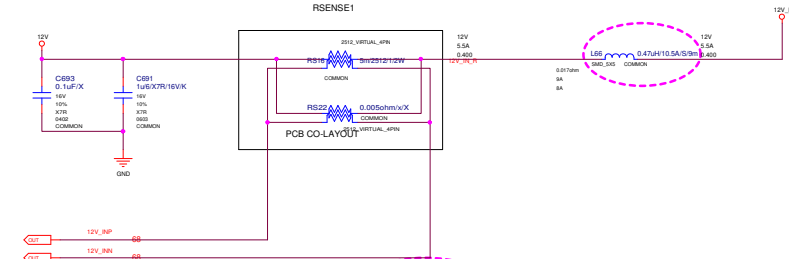 RSENSE1
12V_
12V
2512_VIRTUAL_4PIN
12V
5.5A
0.400
12V_IN_R
RS16
5m/2512/1/2W
COMMON
L66
0.47uH/10.5A/S/9m
12V
5.5A
0.400
SMD_5X5
COMMON
0.017ohm
9A
8A
C693
0.1uF/X
16V
10%
X7R
0402
COMMON
C691
1u/6/X7R/16V/K
16V
10%
X7R
0603
COMMON
RS22
0.005ohm/x/X
COMMON
2512_VIRTUAL_4PIN
PCB CO-LAYOUT
GND
OUT
12V_INP
68
OUT
12V_INN
68